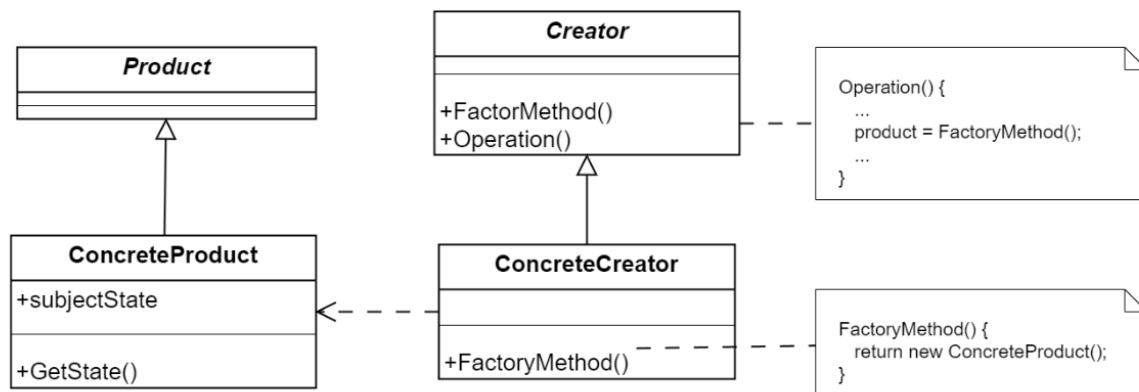 Product
Creator
+FactorMethod()
+Operation()
Operation() {
...
product = FactoryMethod();
...
}
ConcreteProduct
+subjectState
+GetState()
ConcreteCreator
+FactoryMethod()
FactoryMethod() {
return new ConcreteProduct();
}